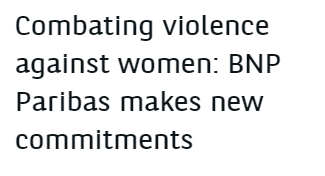 Combating violence
against women: BNP
Paribas makes new
commitments